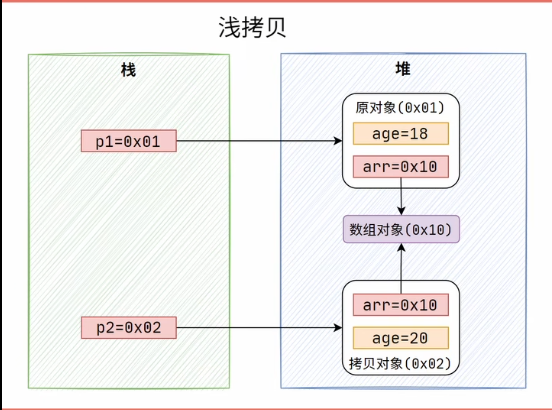 浅拷贝
栈
堆
原对象(0x01)
age=18
p1=0x01
arr=0x10
数组对象(0x10)
arr=0x10
p2=0x02
age=20
拷贝对象(0x02)